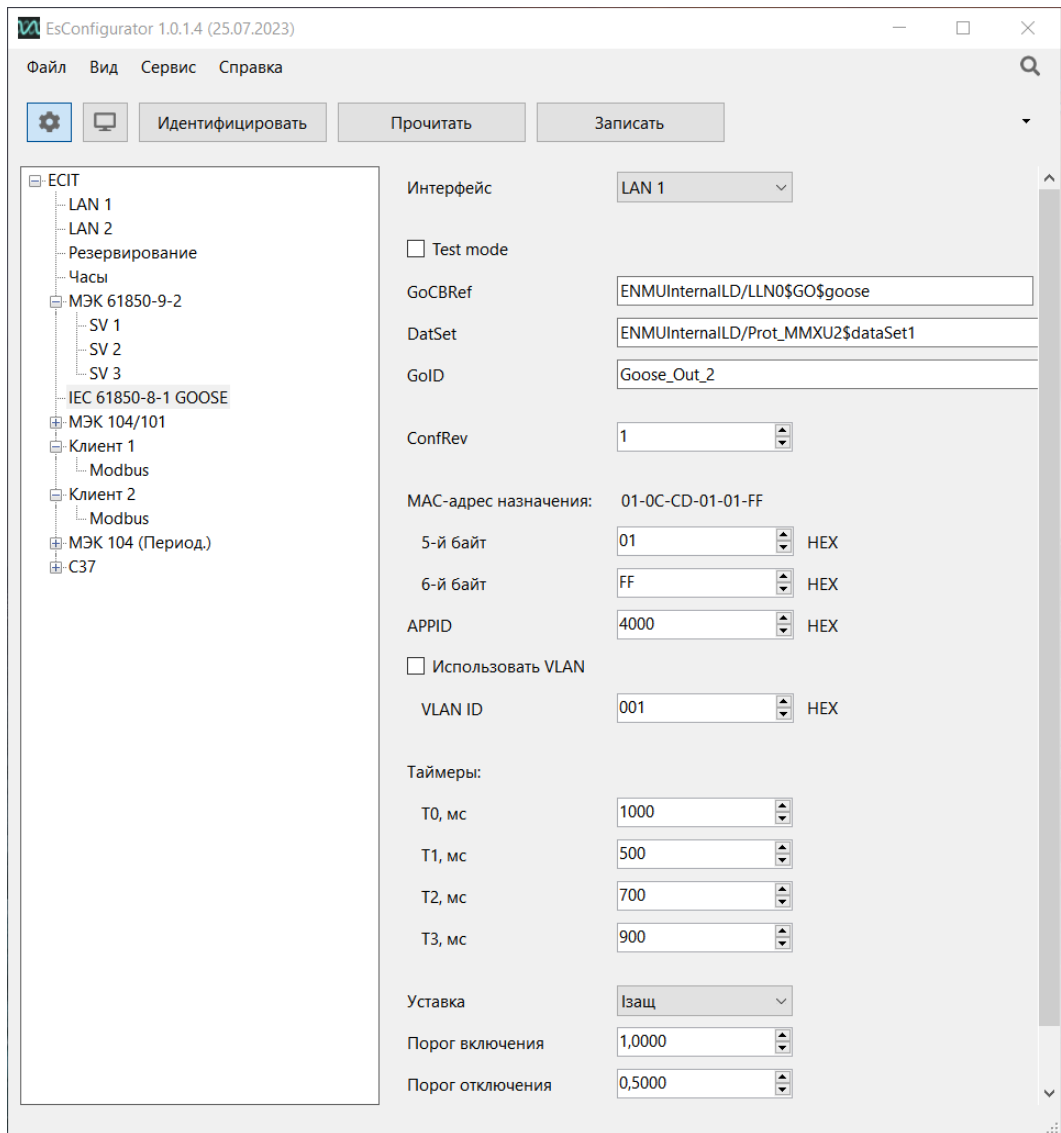 EsConfigurator 1.0.1.4 (25.07.2023)
Файл Вид Сервис Справка
Идентифицировать Прочитать Записать
ECIT
LAN 1
LAN 2
Резервирование
Часы
МЭК 61850-9-2
SV 1
SV 2
SV 3
IEC 61850-8-1 GOOSE
МЭК 104/101
Клиент 1
Modbus
Клиент 2
Modbus
МЭК 104 (Период.)
C37
Интерфейс LAN 1
Test mode
GoCBRef ENMUInternalLD/LLN0$GO$goose
DatSet ENMUInternalLD/Prot_MMXU2$dataSet1
GoID Goose_Out_2
ConfRev 1
MAC-адрес назначения: 01-0C-CD-01-01-FF
5-й байт 01 HEX
6-й байт FF HEX
APPID 4000 HEX
Использовать VLAN
VLAN ID 001 HEX
Таймеры:
T0, мс 1000
T1, мс 500
T2, мс 700
T3, мс 900
Уставка Iзащ
Порог включения 1,0000
Порог отключения 0,5000